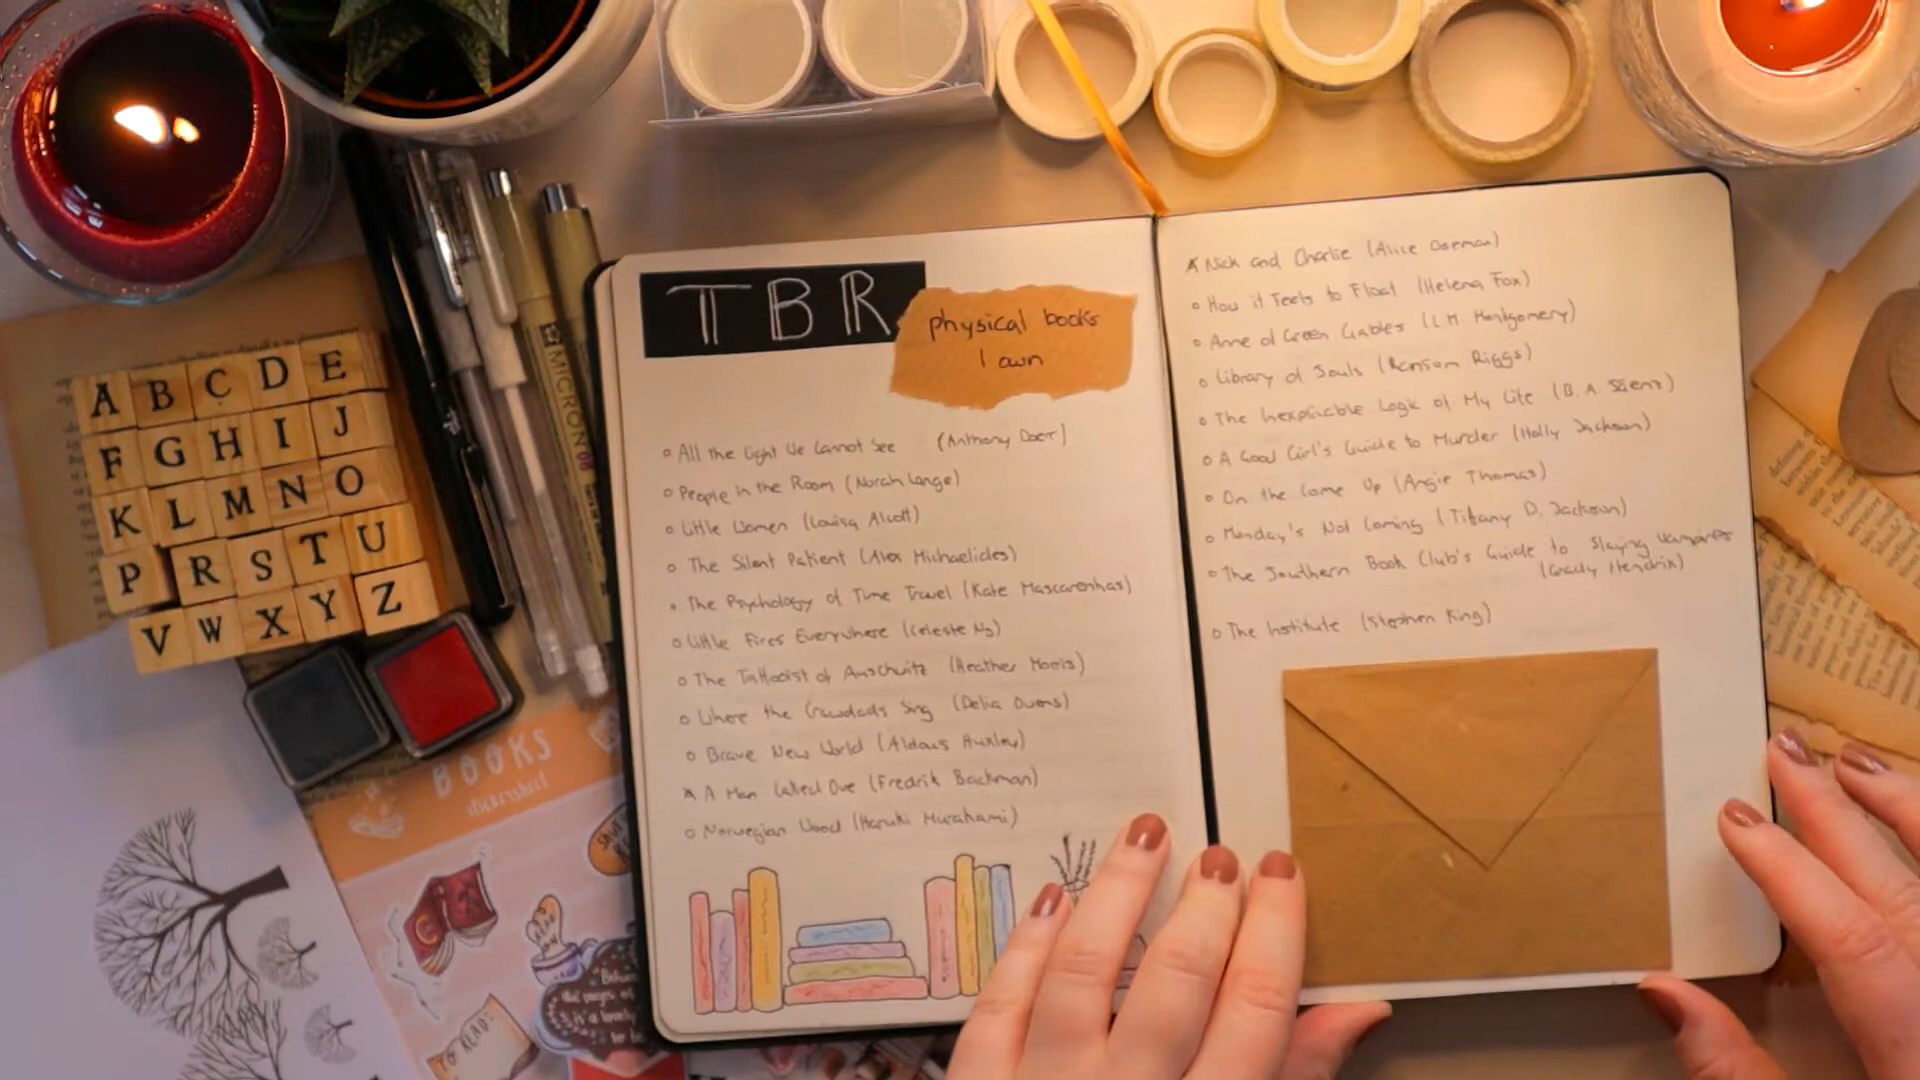 A B C D E
F G H I J
K L M N O
P R S T U
V W X Y Z
MICRON 08
BOOKS
TO READ:
TBR
physical books
I own
All the Light We Cannot See (Anthony Doerr)
People in the Room (Norah Lange)
Little Women (Louisa Alcott)
The Silent Patient (Alex Michaelides)
The Psychology of Time Travel (Kate Mascarenhas)
Little Fires Everywhere (Celeste Ng)
The Tattooist of Auschwitz (Heather Morris)
Where the Crawdads Sing (Delia Owens)
Brave New World (Aldous Huxley)
x A Man Called Ove (Fredrik Backman)
Norwegian Wood (Haruki Murakami)
x Nick and Charlie (Alice Oseman)
How it Feels to Float (Helena Fox)
Anne of Green Gables (L.M. Montgomery)
Library of Souls (Ransom Riggs)
The Inexplicable Logic of My Life (B. A. Sáenz)
A Good Girl's Guide to Murder (Holly Jackson)
On the Come Up (Angie Thomas)
Monday's Not Coming (Tiffany D. Jackson)
The Southern Book Club's Guide to Slaying Vampires
(Grady Hendrix)
The Institute (Stephen King)